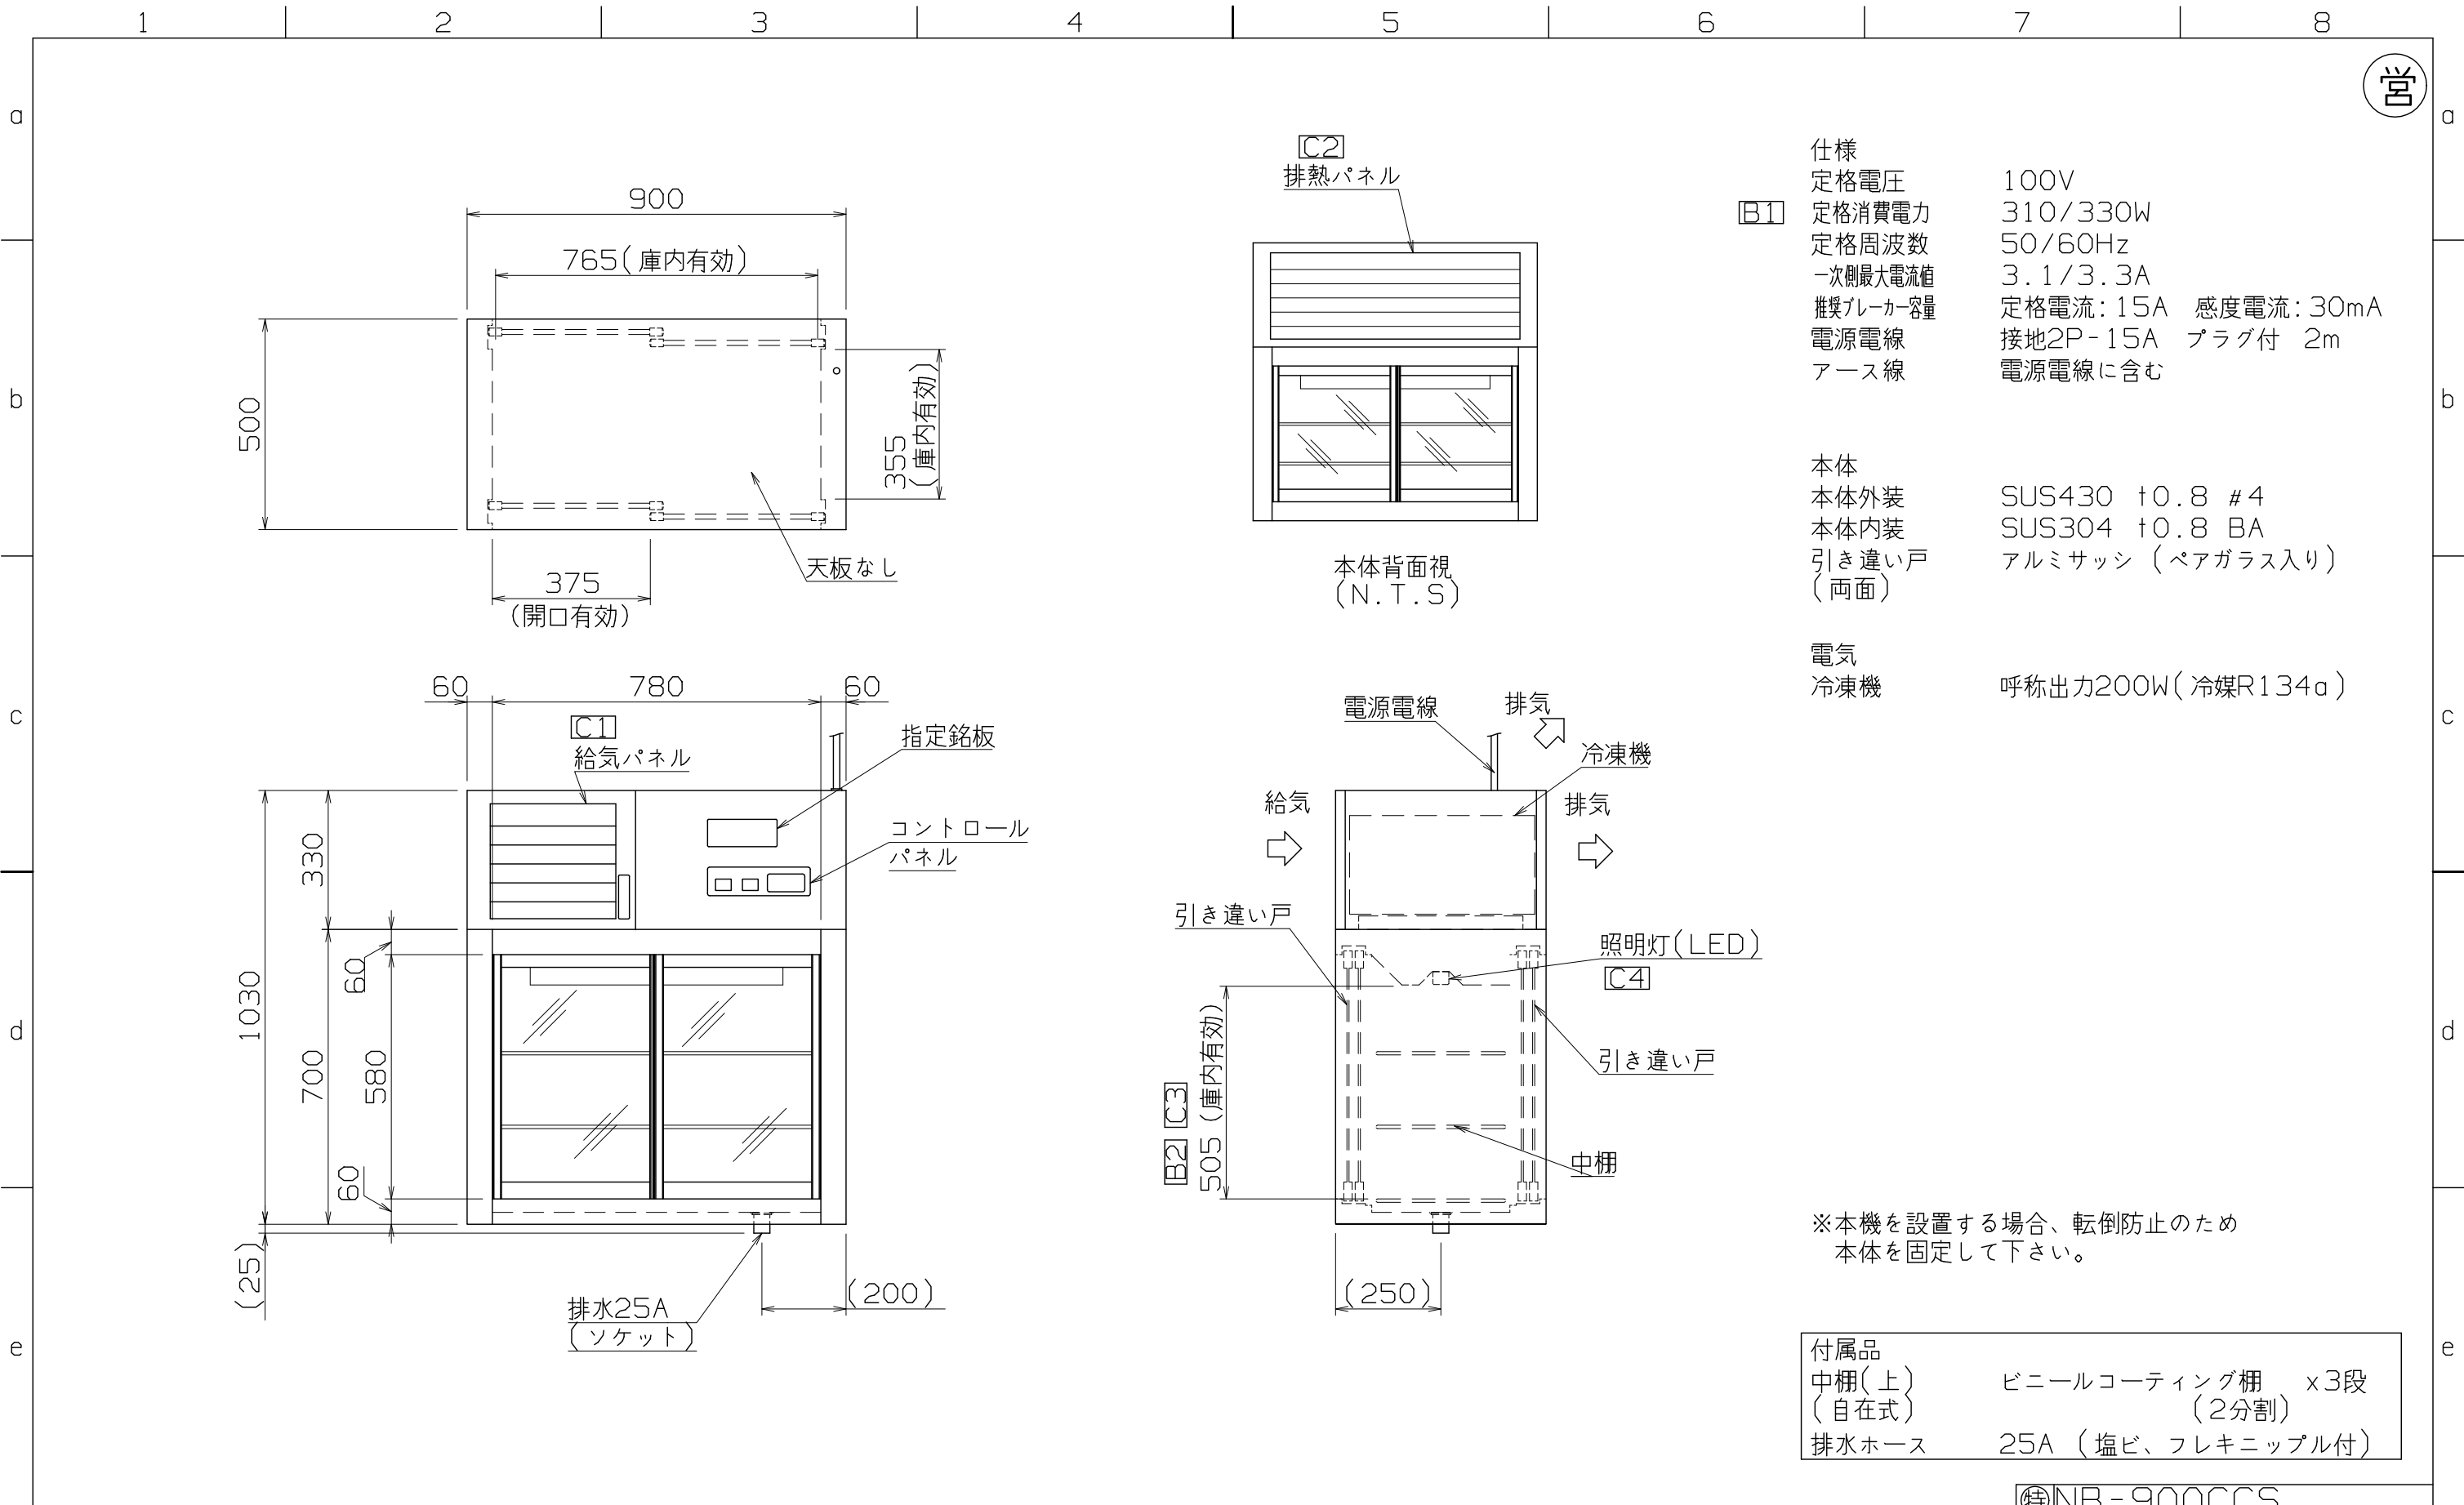 1 2 3 4 5 6 7 8
a a
営
C2
排熱パネル
仕様
定格電圧 100V
B1 定格消費電力 310/330W
定格周波数 50/60Hz
一次側最大電流値 3.1/3.3A
推奨ブレーカー容量 定格電流:15A 感度電流:30mA
電源電線 接地2P-15A プラグ付 2m
アース線 電源電線に含む
900
765(庫内有効)
b b
500
355
(庫内有効)
天板なし
375
(開口有効)
本体背面視
(N.T.S)
本体
本体外装 SUS430 t0.8 #4
本体内装 SUS304 t0.8 BA
引き違い戸 アルミサッシ (ペアガラス入り)
(両面)
電気
冷凍機 呼称出力200W(冷媒R134a)
c c
60 780 60
C1
給気パネル
指定銘板
コントロール
パネル
330
1030
700
60
580
60
(25)
排水25A
(ソケット)
(200)
電源電線
排気
冷凍機
給気
排気
引き違い戸
照明灯(LED)
C4
d d
505 (庫内有効)
B2 C3
引き違い戸
中棚
(250)
※本機を設置する場合、転倒防止のため
本体を固定して下さい。
e e
付属品
中棚(上) ビニールコーティング棚 x3段
(自在式) (2分割)
排水ホース 25A (塩ビ、フレキニップル付)
特 NB-900CCS